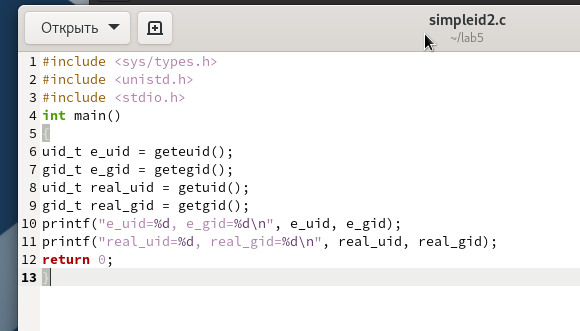 Открыть
simpleid2.c
~/lab5
1 #include <sys/types.h>
2 #include <unistd.h>
3 #include <stdio.h>
4 int main()
5 {
6 uid_t e_uid = geteuid();
7 gid_t e_gid = getegid();
8 uid_t real_uid = getuid();
9 gid_t real_gid = getgid();
10 printf("e_uid=%d, e_gid=%d\n", e_uid, e_gid);
11 printf("real_uid=%d, real_gid=%d\n", real_uid, real_gid);
12 return 0;
13 }